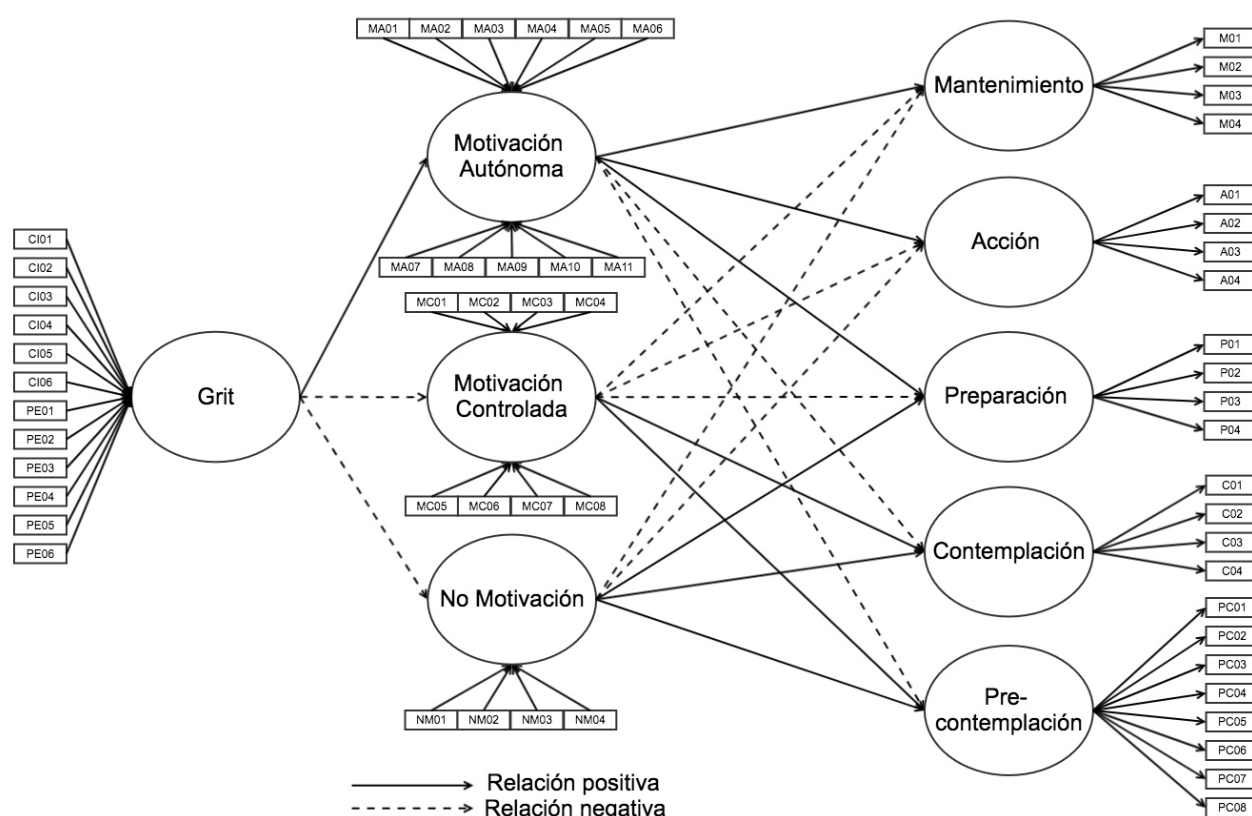 MA01 MA02 MA03 MA04 MA05 MA06
Motivación
Autónoma
MA07 MA08 MA09 MA10 MA11
MC01 MC02 MC03 MC04
Motivación
Controlada
MC05 MC06 MC07 MC08
No Motivación
NM01 NM02 NM03 NM04
CI01
CI02
CI03
CI04
CI05
CI06
PE01
PE02
PE03
PE04
PE05
PE06
Grit
Mantenimiento
M01
M02
M03
M04
Acción
A01
A02
A03
A04
Preparación
P01
P02
P03
P04
Contemplación
C01
C02
C03
C04
Pre-
contemplación
PC01
PC02
PC03
PC04
PC05
PC06
PC07
PC08
Relación positiva
Relación negativa